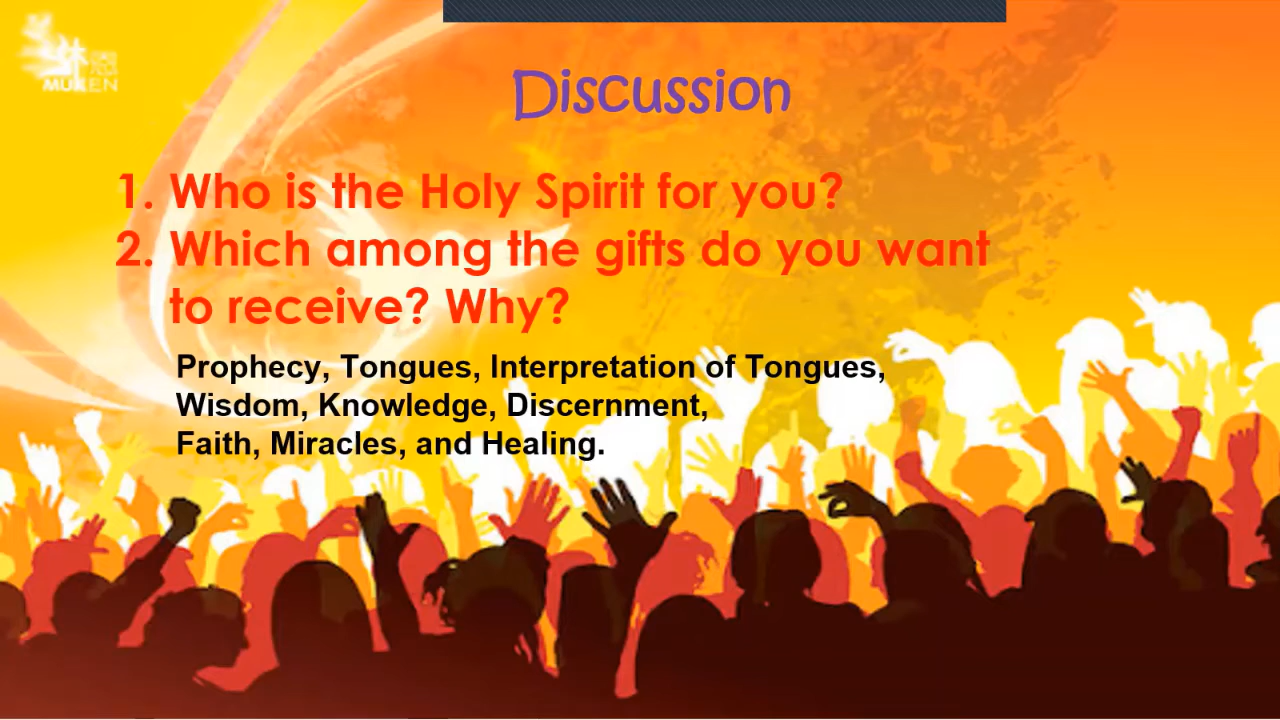 MUKEN
Discussion
1. Who is the Holy Spirit for you?
2. Which among the gifts do you want
to receive? Why?
Prophecy, Tongues, Interpretation of Tongues,
Wisdom, Knowledge, Discernment,
Faith, Miracles, and Healing.